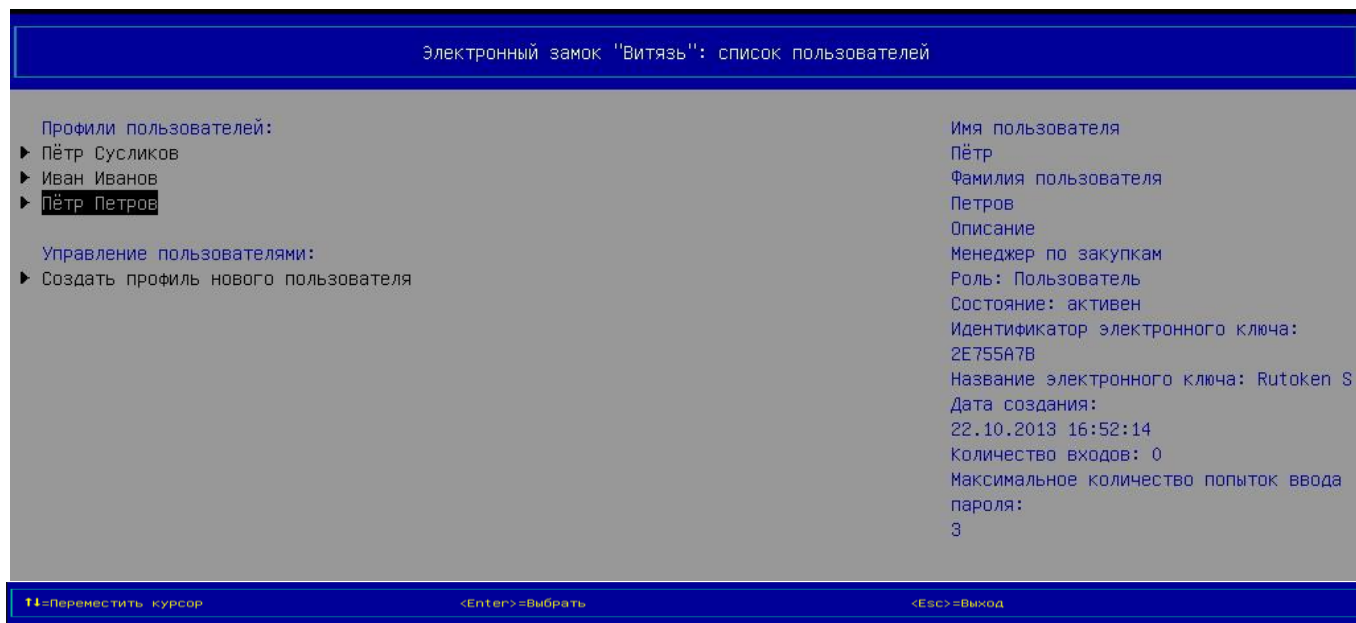 Электронный замок "Витязь": список пользователей
Профили пользователей:
Пётр Сусликов
Иван Иванов
Пётр Петров
Управление пользователями:
Создать профиль нового пользователя
Имя пользователя
Пётр
Фамилия пользователя
Петров
Описание
Менеджер по закупкам
Роль: Пользователь
Состояние: активен
Идентификатор электронного ключа:
2E755A7B
Название электронного ключа: Rutoken S
Дата создания:
22.10.2013 16:52:14
Количество входов: 0
Максимальное количество попыток ввода
пароля:
3
↑↓=Переместить курсор
<Enter>=Выбрать
<Esc>=Выход